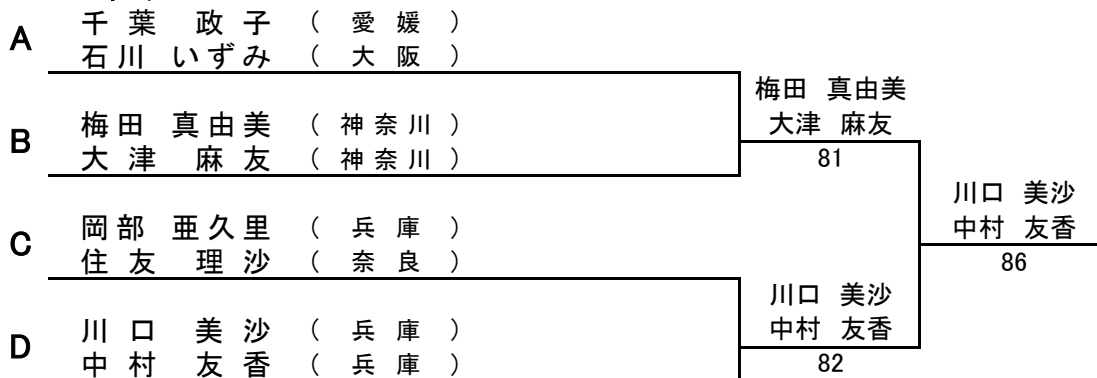 A
千葉 政子 ( 愛媛 )
石川 いずみ ( 大阪 )
B
梅田 真由美 ( 神奈川 )
大津 麻友 ( 神奈川 )
C
岡部 亜久里 ( 兵庫 )
住友 理沙 ( 奈良 )
D
川口 美沙 ( 兵庫 )
中村 友香 ( 兵庫 )
梅田 真由美
大津 麻友
81
川口 美沙
中村 友香
82
川口 美沙
中村 友香
86